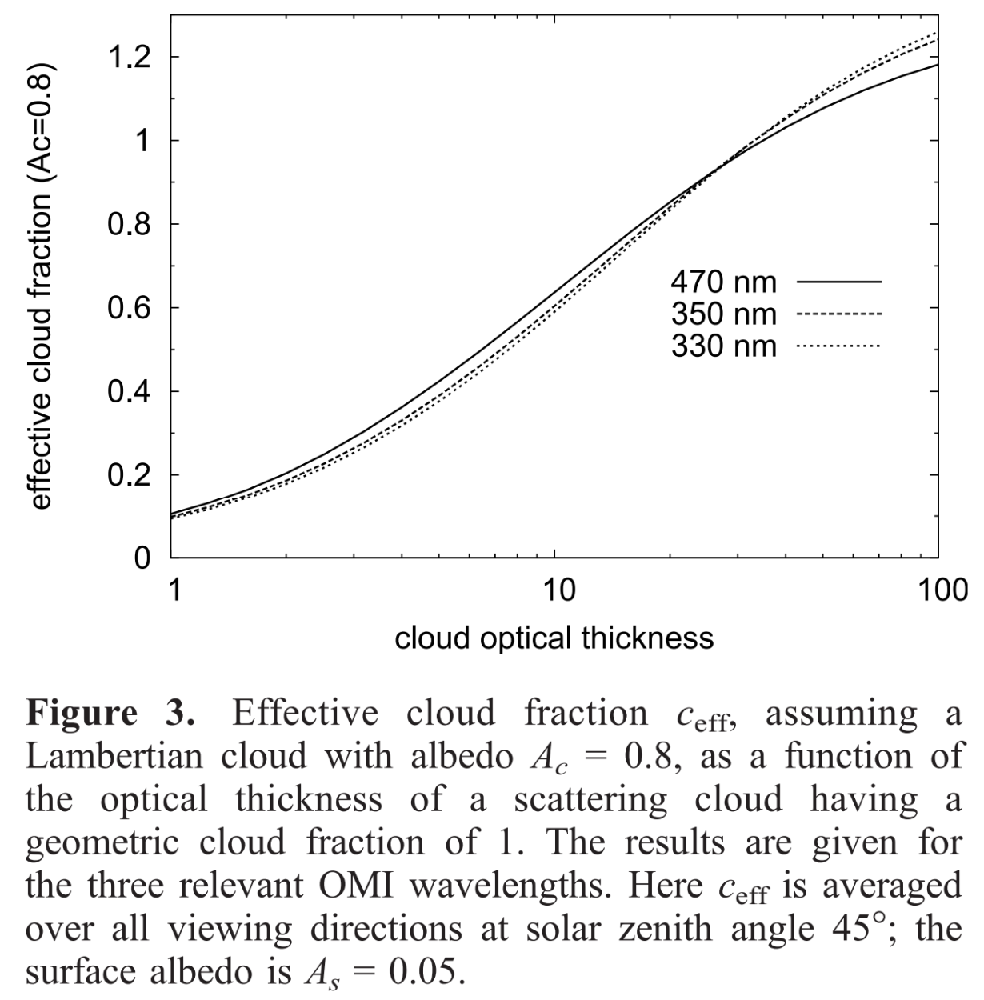 effective cloud fraction (Ac=0.8)
1.2
1
0.8
0.6
0.4
0.2
0
470 nm
350 nm
330 nm
1 10 100
cloud optical thickness
Figure 3. Effective cloud fraction ceff, assuming a
Lambertian cloud with albedo Ac = 0.8, as a function of
the optical thickness of a scattering cloud having a
geometric cloud fraction of 1. The results are given for
the three relevant OMI wavelengths. Here ceff is averaged
over all viewing directions at solar zenith angle 45°; the
surface albedo is As = 0.05.